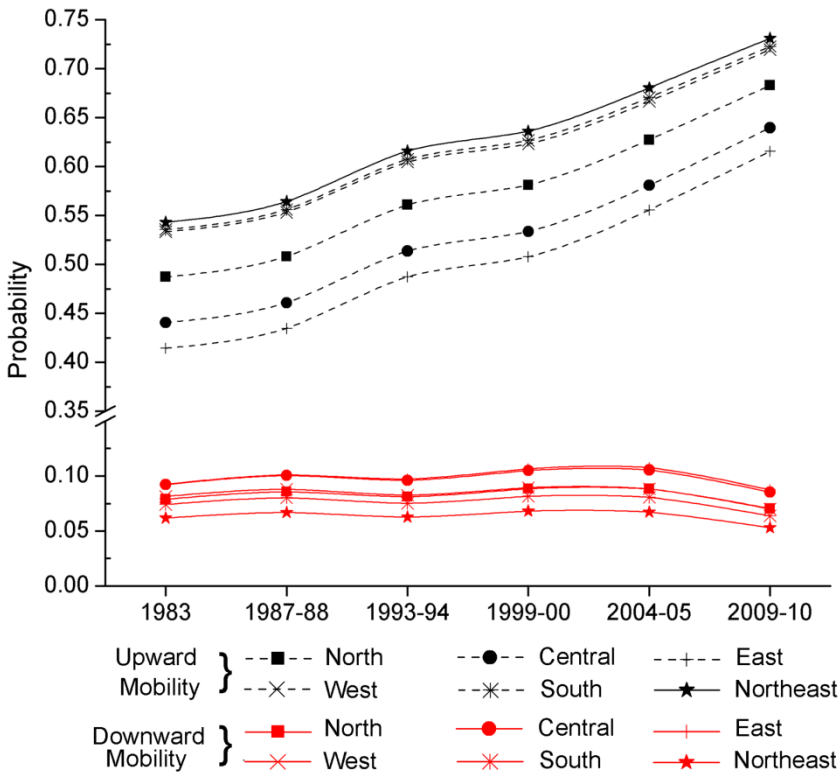 0.75
0.70
0.65
0.60
0.55
0.50
0.45
0.40
0.35
0.10
0.05
0.00
Probability
1983 1987-88 1993-94 1999-00 2004-05 2009-10
Upward Mobility } North Central East
West South Northeast
Downward Mobility } North Central East
West South Northeast